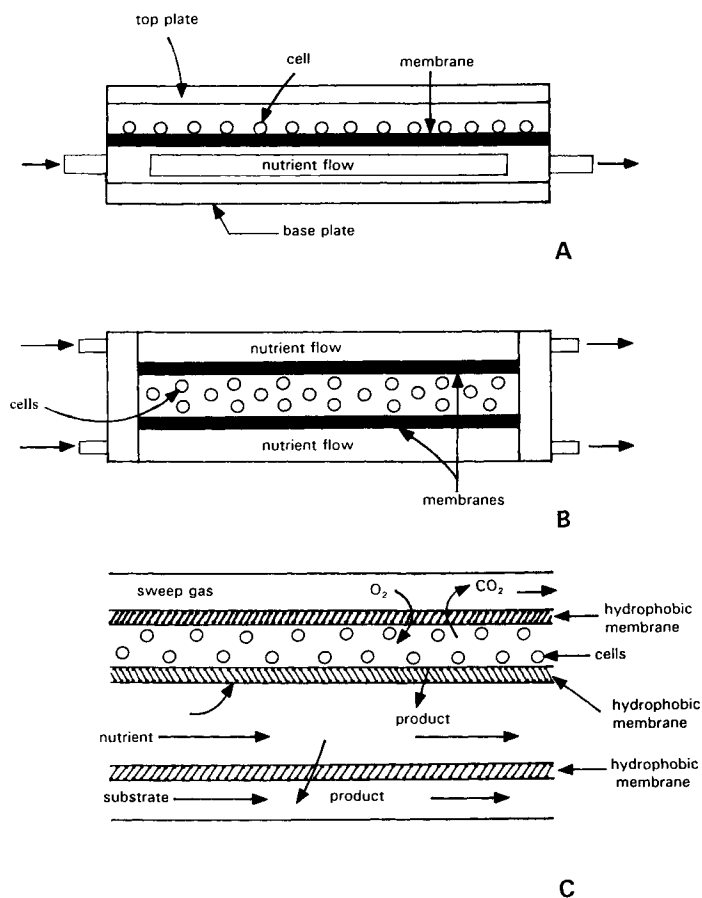 top plate
cell
membrane
nutrient flow
base plate
A
nutrient flow
cells
nutrient flow
membranes
B
sweep gas
O₂
CO₂
hydrophobic
membrane
cells
product
hydrophobic
membrane
nutrient
hydrophobic
membrane
substrate
product
C